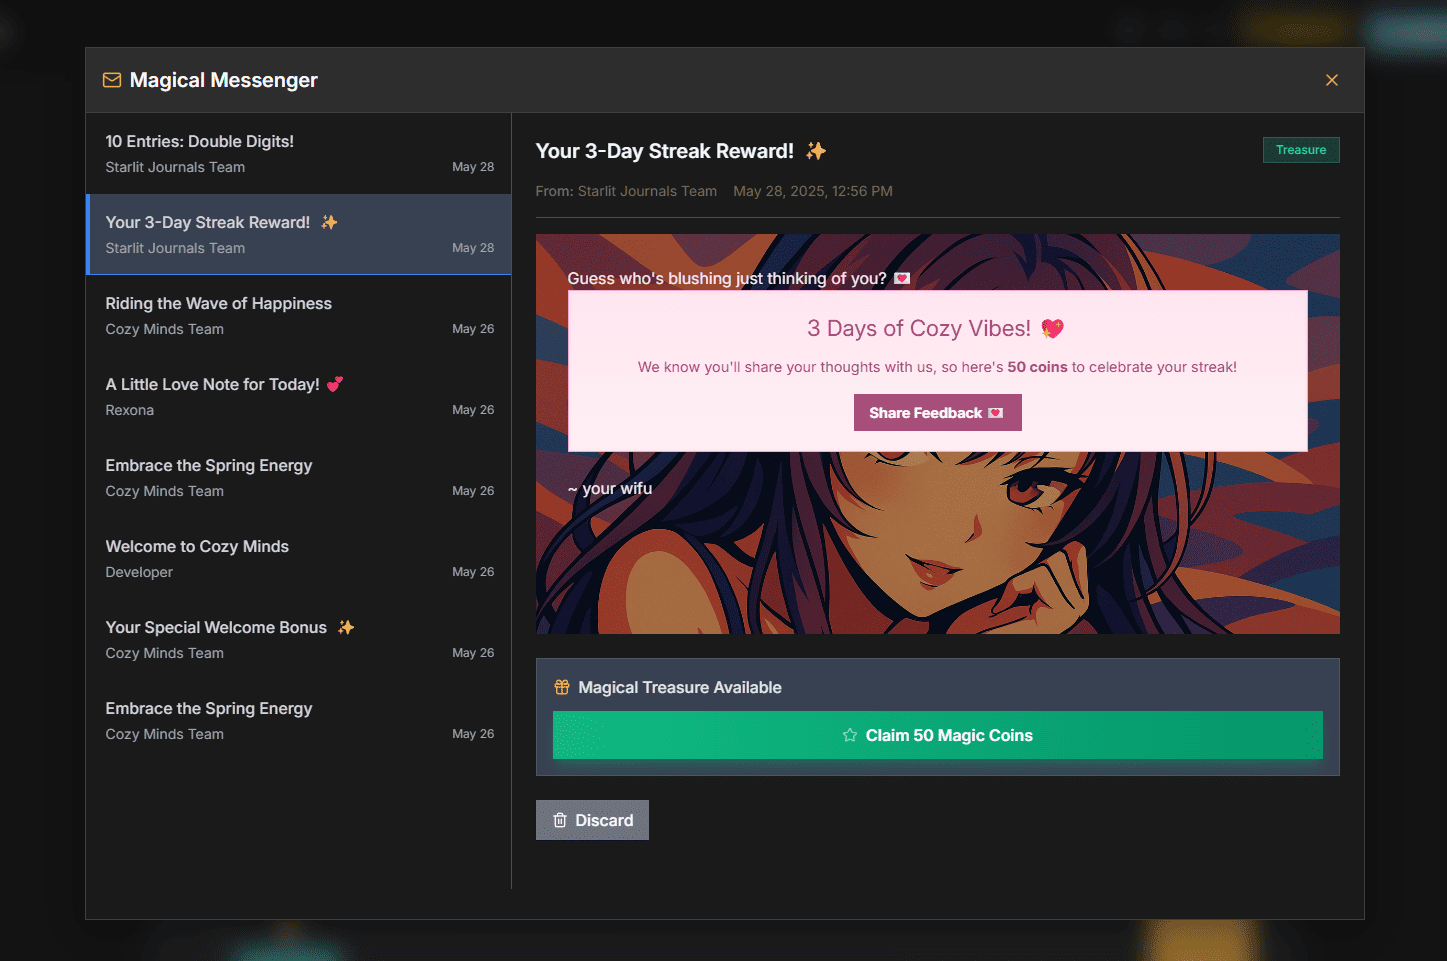 Magical Messenger
10 Entries: Double Digits!
Starlit Journals Team May 28
Your 3-Day Streak Reward! ✨
Starlit Journals Team May 28
Riding the Wave of Happiness
Cozy Minds Team May 26
A Little Love Note for Today! 💕
Rexona May 26
Embrace the Spring Energy
Cozy Minds Team May 26
Welcome to Cozy Minds
Developer May 26
Your Special Welcome Bonus ✨
Cozy Minds Team May 26
Embrace the Spring Energy
Cozy Minds Team May 26
Your 3-Day Streak Reward! ✨
Treasure
From: Starlit Journals Team May 28, 2025, 12:56 PM
Guess who's blushing just thinking of you? 💌
3 Days of Cozy Vibes! 💖
We know you'll share your thoughts with us, so here's 50 coins to celebrate your streak!
Share Feedback 💌
~ your wifu
Magical Treasure Available
Claim 50 Magic Coins
Discard